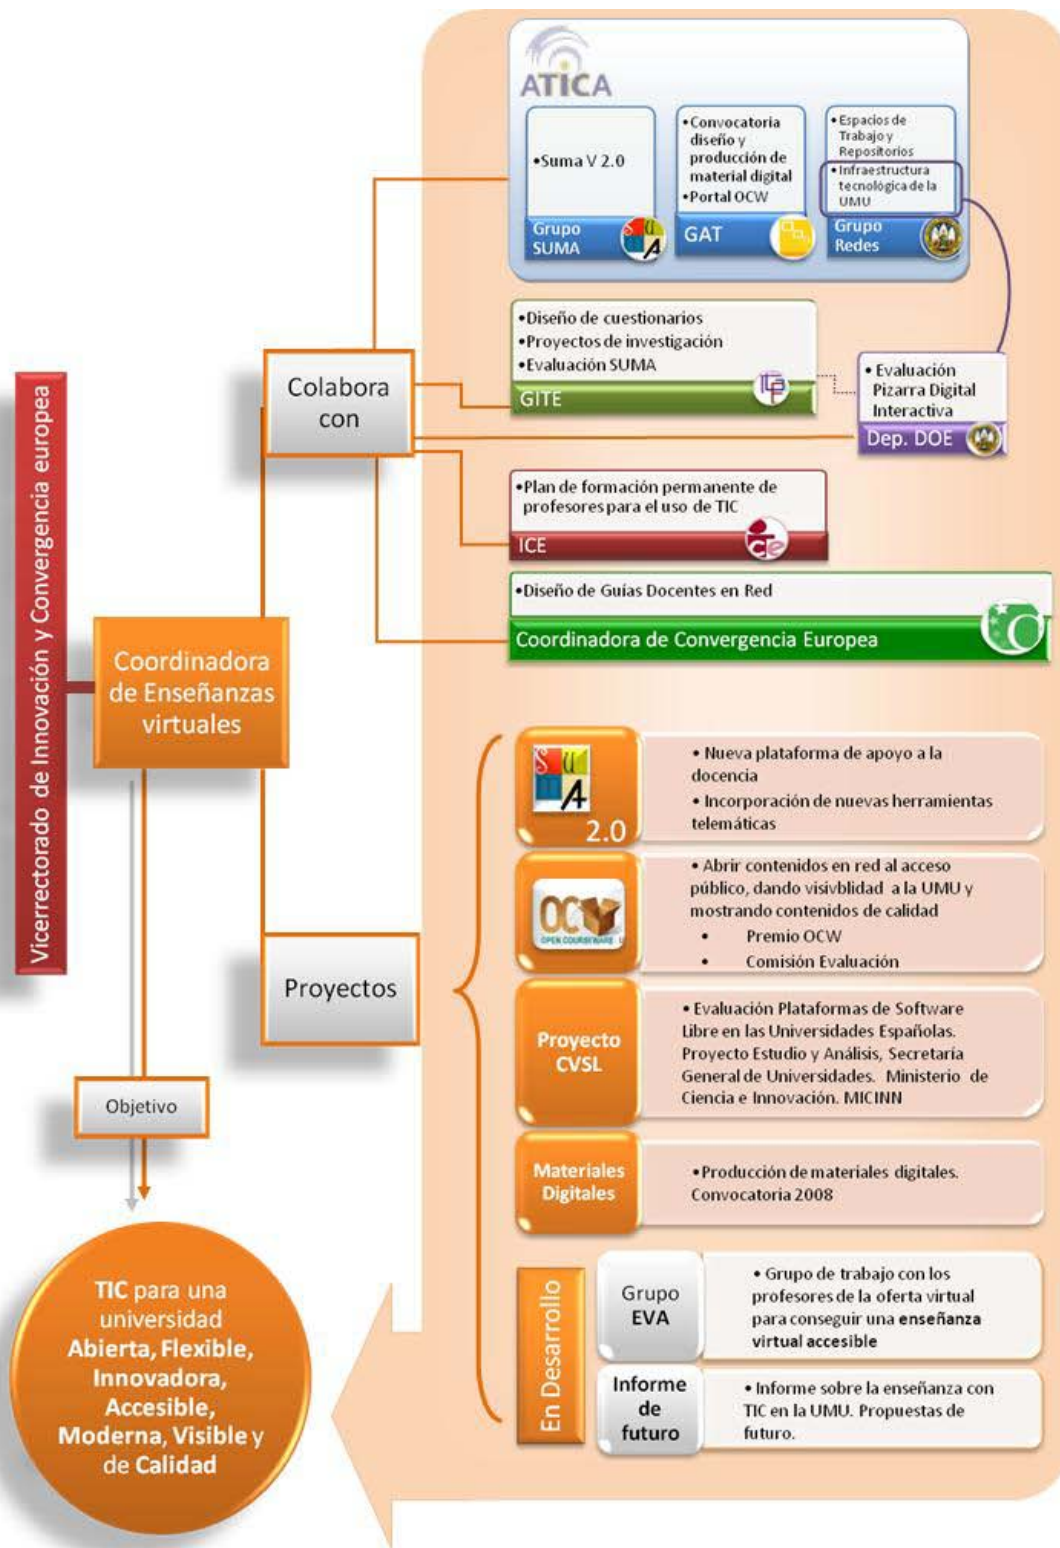 ATICA
•Suma V 2.0
Grupo
SUMA
SUMA
•Convocatoria
diseño y
producción de
material digital
•Portal OCW
GAT
•Espacios de
Trabajo y
Repositorios
•Infraestructura
tecnológica de la
UMU
Grupo
Redes
•Diseño de cuestionarios
•Proyectos de investigación
•Evaluación SUMA
GITE
• Evaluación
Pizarra Digital
Interactiva
Dep. DOE
•Plan de formación permanente de
profesores para el uso de TIC
ICE
•Diseño de Guías Docentes en Red
Coordinadora de Convergencia Europea
Colabora
con
Vicerrectorado de Innovación y Convergencia europea
Coordinadora
de Enseñanzas
virtuales
Proyectos
SUMA
2.0
• Nueva plataforma de apoyo a la
docencia
• Incorporación de nuevas herramientas
telemáticas
OCW
OPEN COURSEWARE
• Abrir contenidos en red al acceso
público, dando visivblidad a la UMU y
mostrando contenidos de calidad
• Premio OCW
• Comisión Evaluación
Proyecto
CVSL
• Evaluación Plataformas de Software
Libre en las Universidades Españolas.
Proyecto Estudio y Análisis, Secretaría
General de Universidades. Ministerio de
Ciencia e Innovación. MICINN
Materiales
Digitales
•Producción de materiales digitales.
Convocatoria 2008
En Desarrollo
Grupo
EVA
• Grupo de trabajo con los
profesores de la oferta virtual
para conseguir una enseñanza
virtual accesible
Informe
de
futuro
• Informe sobre la enseñanza con
TIC en la UMU. Propuestas de
futuro.
Objetivo
TIC para una
universidad
Abierta, Flexible,
Innovadora,
Accesible,
Moderna, Visible y
de Calidad